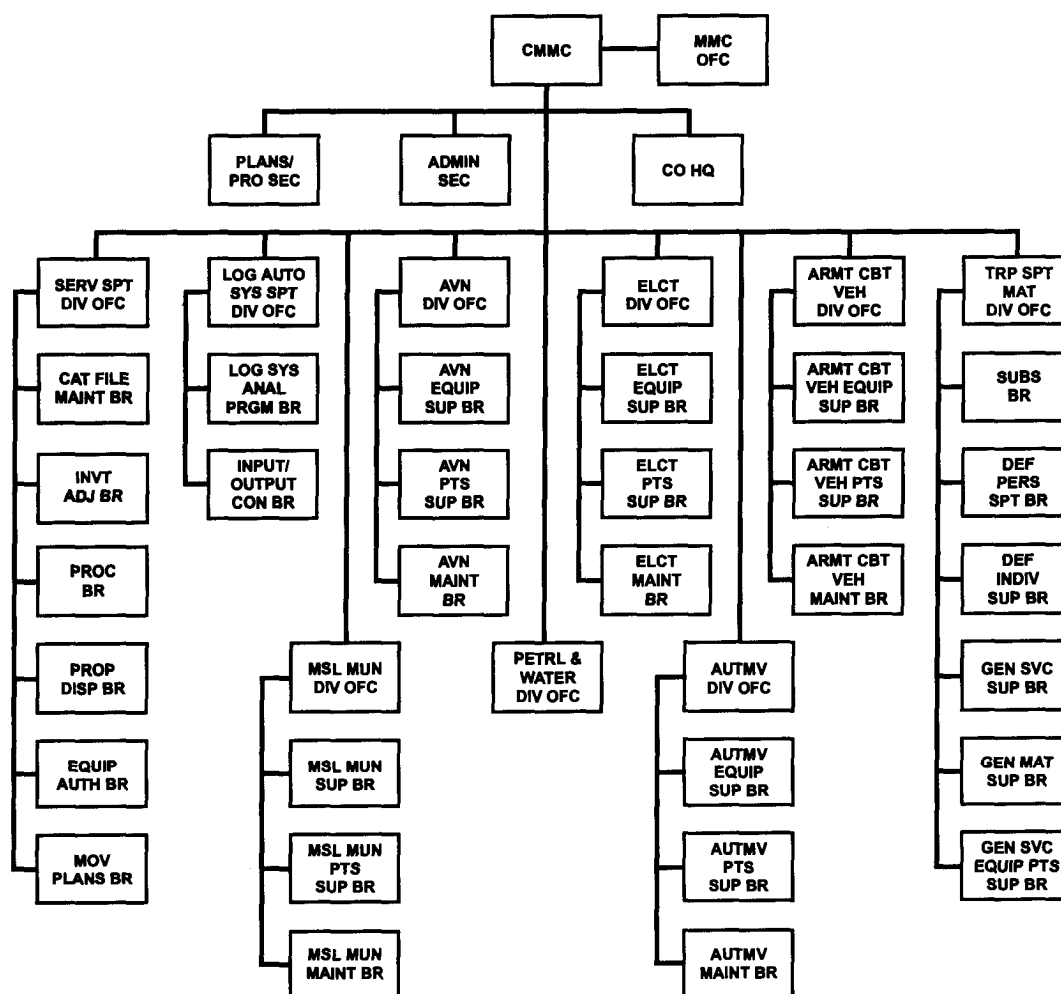 CMMC
MMC
OFC
PLANS/
PRO SEC
ADMIN
SEC
CO HQ
SERV SPT
DIV OFC
CAT FILE
MAINT BR
INVT
ADJ BR
PROC
BR
PROP
DISP BR
EQUIP
AUTH BR
MOV
PLANS BR
LOG AUTO
SYS SPT
DIV OFC
LOG SYS
ANAL
PRGM BR
INPUT/
OUTPUT
CON BR
MSL MUN
DIV OFC
MSL MUN
SUP BR
MSL MUN
PTS
SUP BR
MSL MUN
MAINT BR
AVN
DIV OFC
AVN
EQUIP
SUP BR
AVN
PTS
SUP BR
AVN
MAINT
BR
PETRL &
WATER
DIV OFC
ELCT
DIV OFC
ELCT
EQUIP
SUP BR
ELCT
PTS
SUP BR
ELCT
MAINT
BR
AUTMV
DIV OFC
AUTMV
EQUIP
SUP BR
AUTMV
PTS
SUP BR
AUTMV
MAINT BR
ARMT CBT
VEH
DIV OFC
ARMT CBT
VEH EQUIP
SUP BR
ARMT CBT
VEH PTS
SUP BR
ARMT CBT
VEH
MAINT BR
TRP SPT
MAT
DIV OFC
SUBS
BR
DEF
PERS
SPT BR
DEF
INDIV
SUP BR
GEN SVC
SUP BR
GEN MAT
SUP BR
GEN SVC
EQUIP PTS
SUP BR